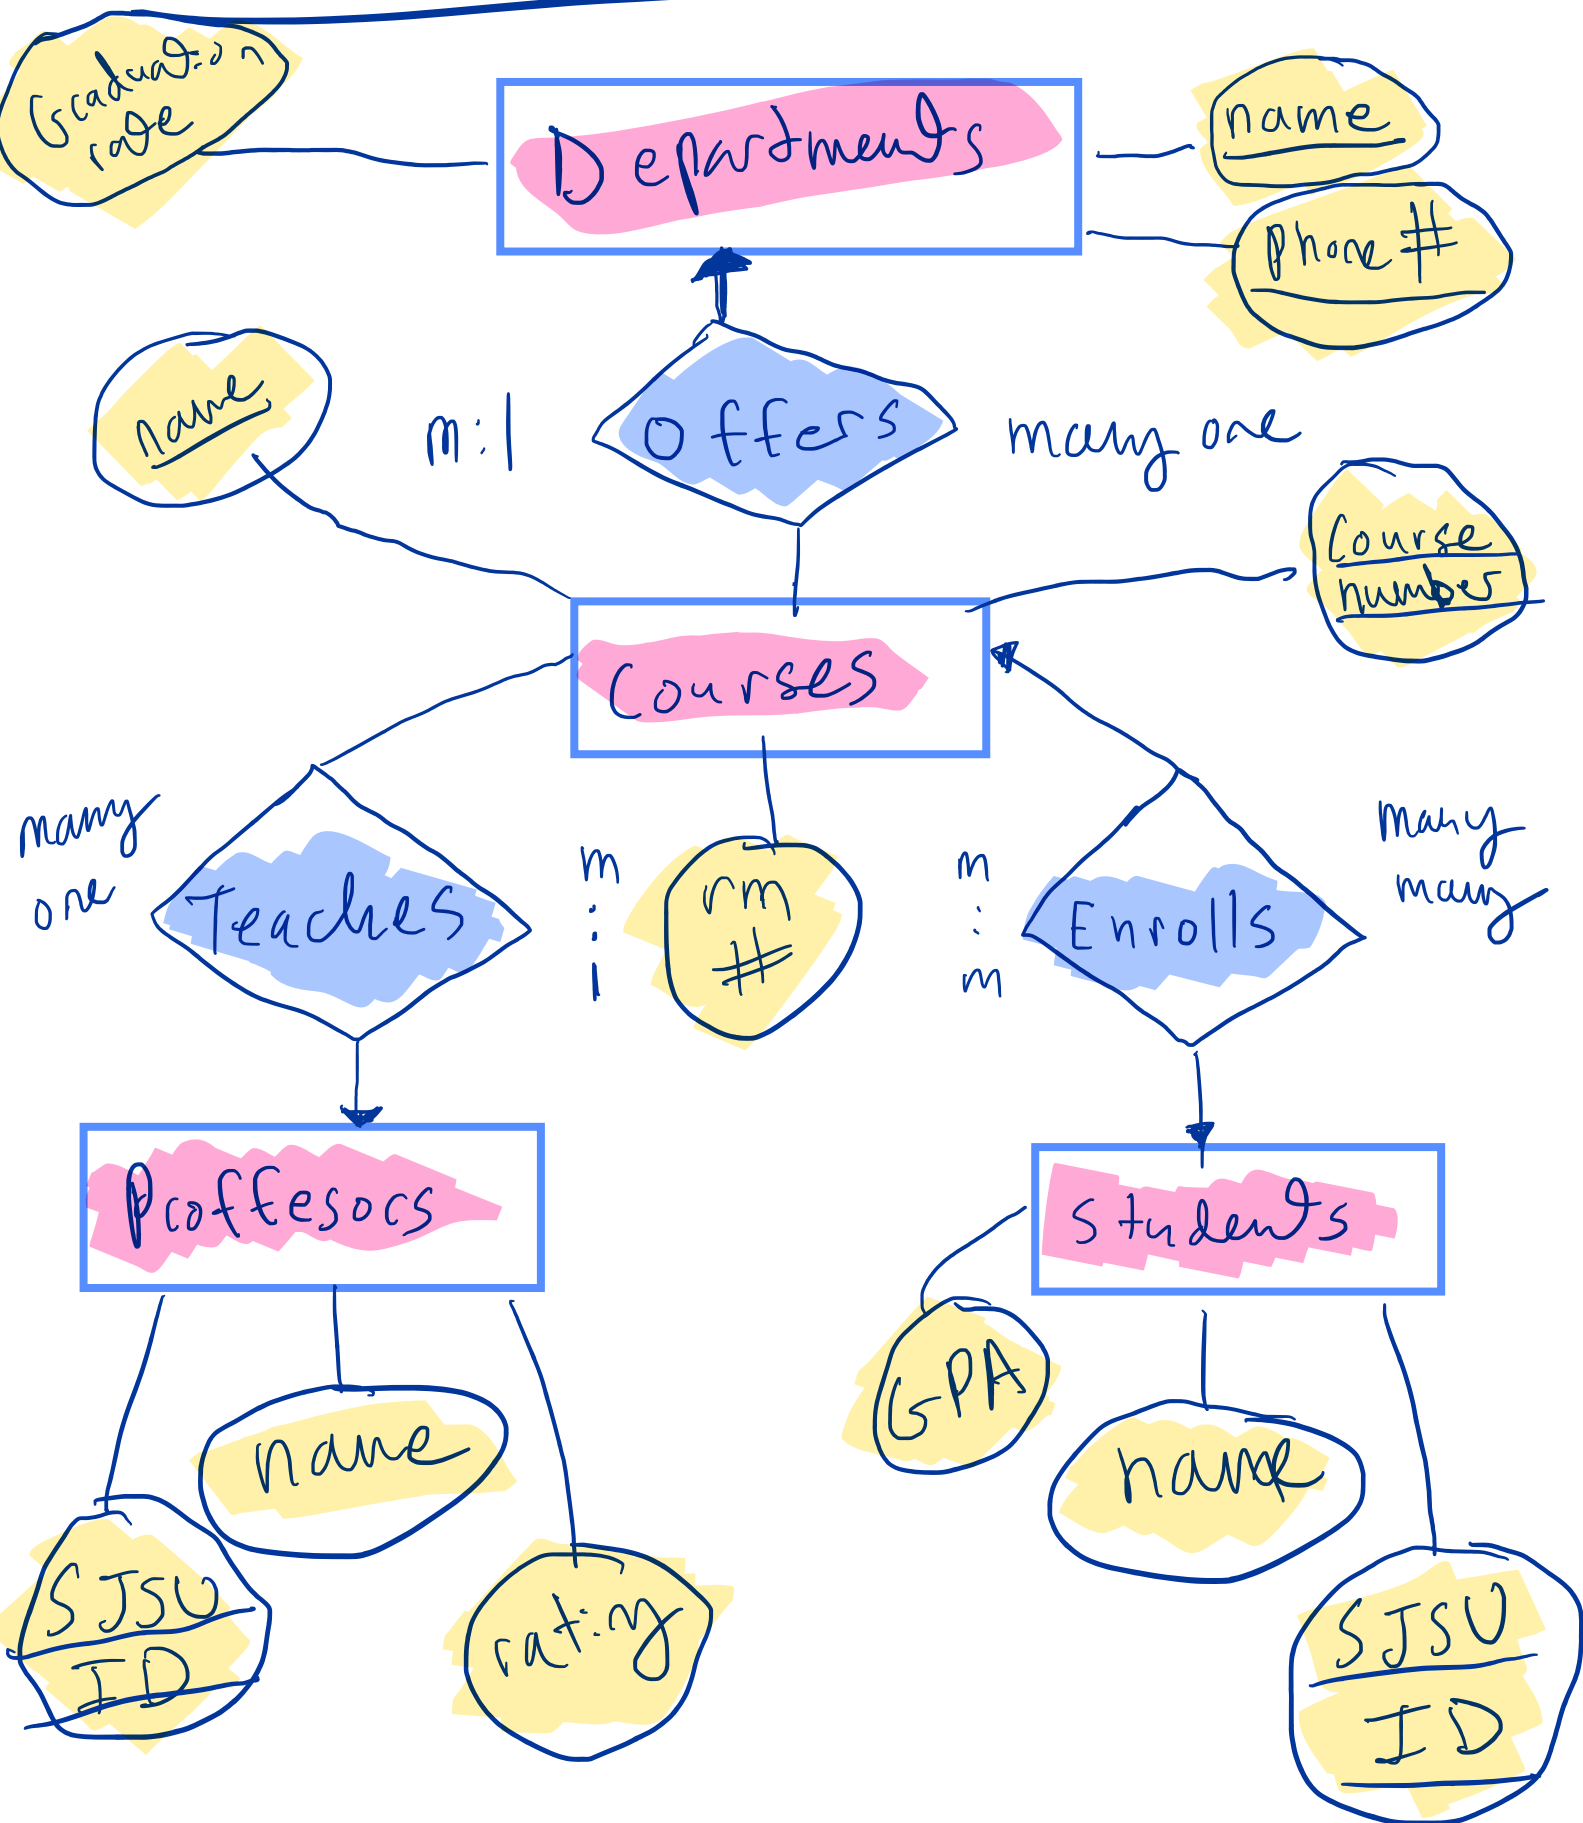 Graduation
rate
Departments
name
phone #
name
m:1
Offers
many one
Course
number
Courses
many
one
Teaches
m
:
1
rm
#
m
:
m
Enrolls
many
many
Proffesors
Students
GPA
name
name
SJSU
ID
rating
SJSU
ID